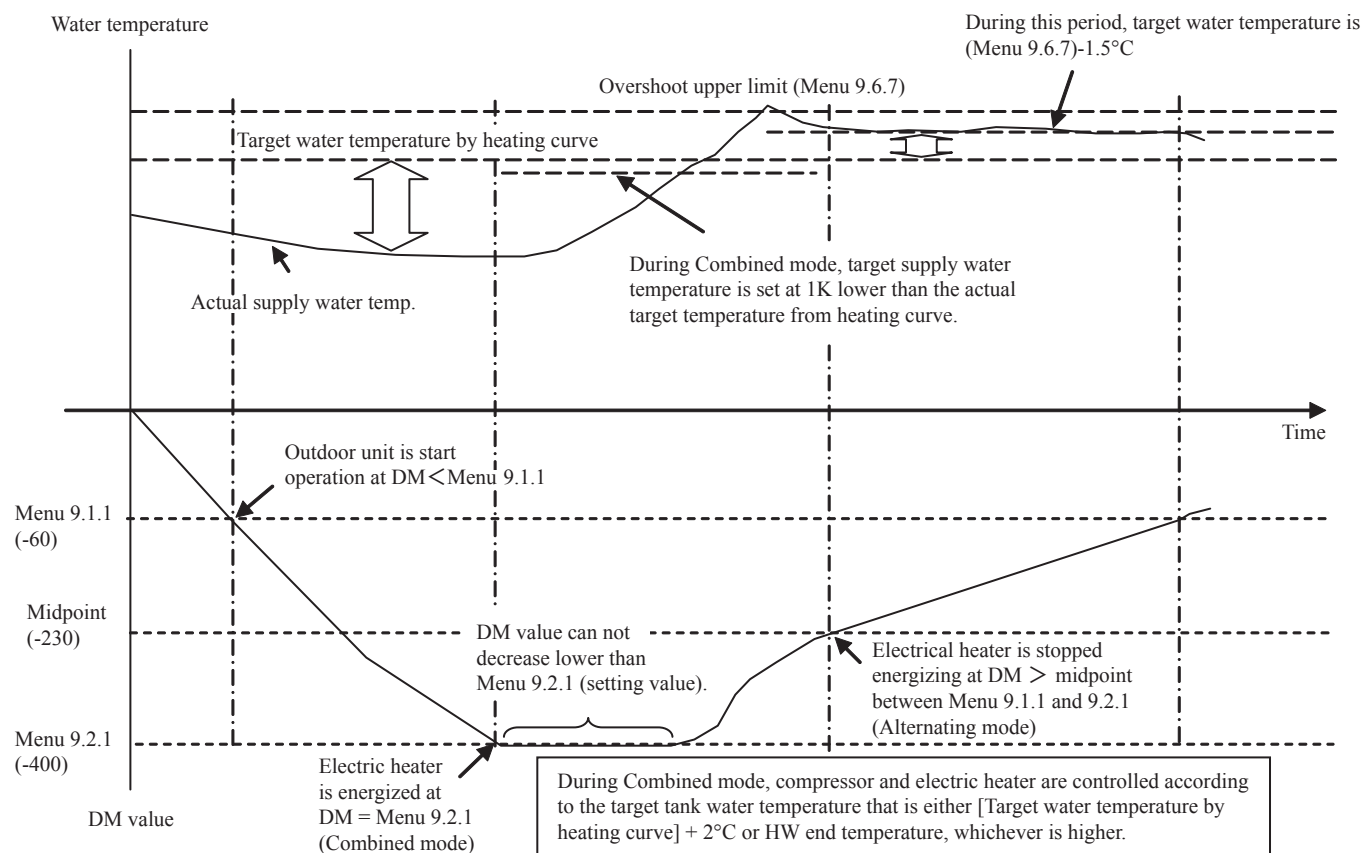 Water temperature
During this period, target water temperature is
(Menu 9.6.7)-1.5°C
Overshoot upper limit (Menu 9.6.7)
Target water temperature by heating curve
Actual supply water temp.
During Combined mode, target supply water
temperature is set at 1K lower than the actual
target temperature from heating curve.
Time
Outdoor unit is start
operation at DM＜Menu 9.1.1
Menu 9.1.1
(-60)
Midpoint
(-230)
DM value can not
decrease lower than
Menu 9.2.1 (setting value).
Electrical heater is stopped
energizing at DM ＞ midpoint
between Menu 9.1.1 and 9.2.1
(Alternating mode)
Menu 9.2.1
(-400)
Electric heater
is energized at
DM = Menu 9.2.1
(Combined mode)
During Combined mode, compressor and electric heater are controlled according
to the target tank water temperature that is either [Target water temperature by
heating curve] + 2°C or HW end temperature, whichever is higher.
DM value